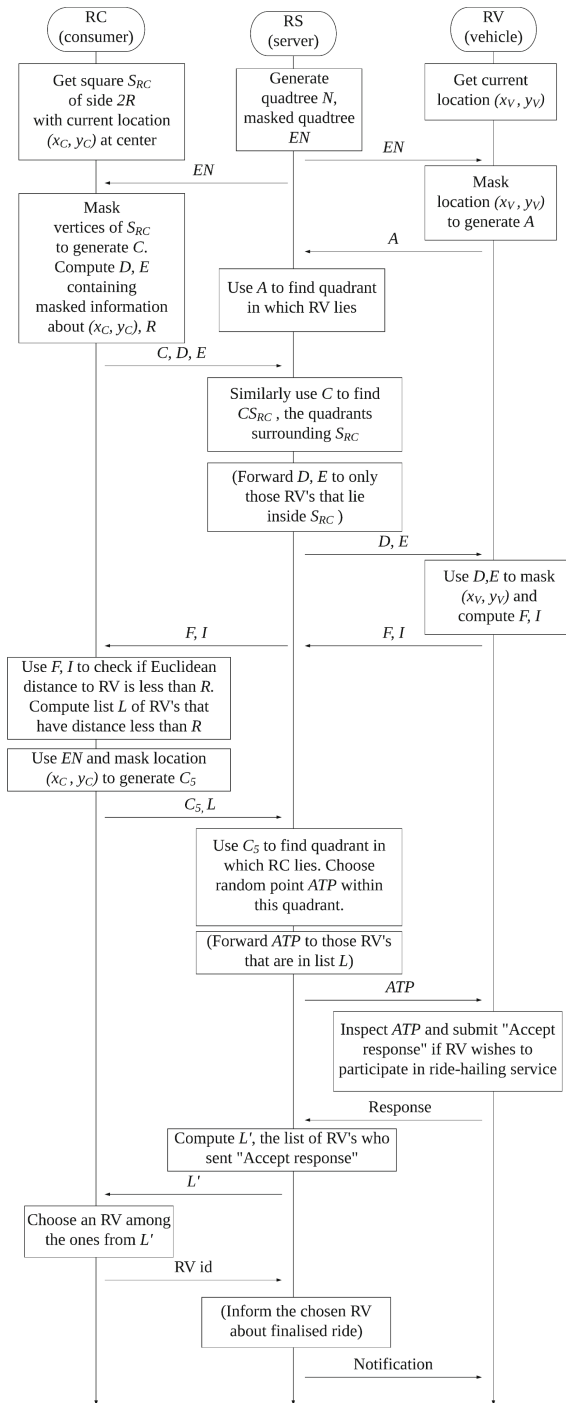 RC
(consumer)
RS
(server)
RV
(vehicle)
Get square S_RC
of side 2R
with current location
(x_C, y_C) at center
Generate
quadtree N,
masked quadtree
EN
Get current
location (x_V, y_V)
EN
EN
Mask
location (x_V, y_V)
to generate A
Mask
vertices of S_RC
to generate C.
Compute D, E
containing
masked information
about (x_C, y_C), R
A
Use A to find quadrant
in which RV lies
C, D, E
Similarly use C to find
CS_RC , the quadrants
surrounding S_RC
(Forward D, E to only
those RV's that lie
inside S_RC )
D, E
Use D,E to mask
(x_V, y_V) and
compute F, I
F, I
F, I
Use F, I to check if Euclidean
distance to RV is less than R.
Compute list L of RV's that
have distance less than R
Use EN and mask location
(x_C , y_C) to generate C_5
C_5, L
Use C_5 to find quadrant in
which RC lies. Choose
random point ATP within
this quadrant.
(Forward ATP to those RV's
that are in list L)
ATP
Inspect ATP and submit "Accept
response" if RV wishes to
participate in ride-hailing service
Response
Compute L', the list of RV's who
sent "Accept response"
L'
Choose an RV among
the ones from L'
RV id
(Inform the chosen RV
about finalised ride)
Notification